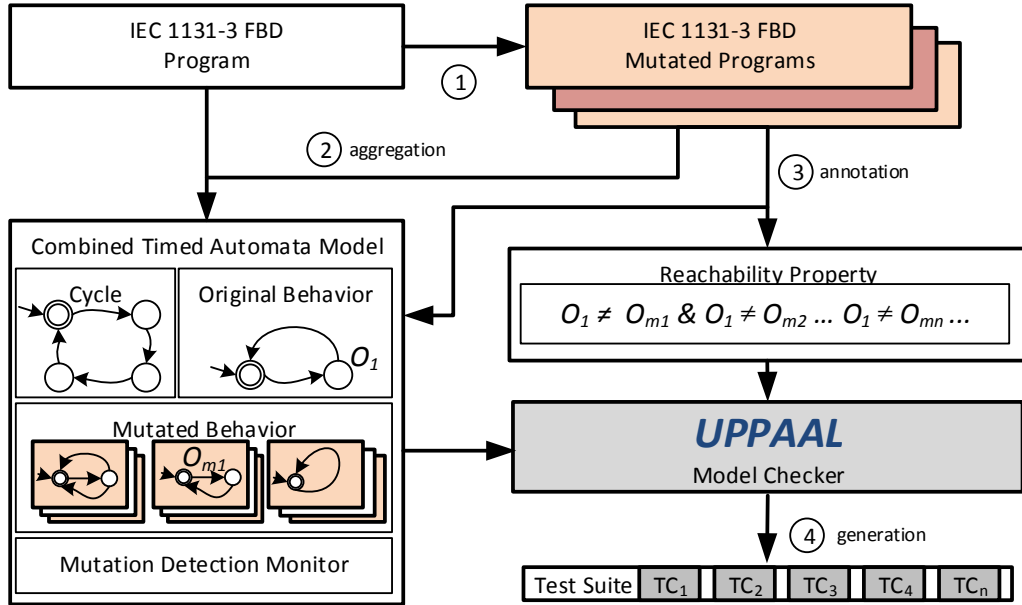 IEC 1131-3 FBD
Program
IEC 1131-3 FBD
Mutated Programs
1
2 aggregation
3 annotation
Combined Timed Automata Model
Cycle
Original Behavior
O1
Reachability Property
O1 ≠ Om1 & O1 ≠ Om2 ... O1 ≠ Omn ...
Mutated Behavior
Om1
UPPAAL
Model Checker
Mutation Detection Monitor
4 generation
Test Suite TC1 TC2 TC3 TC4 TCn